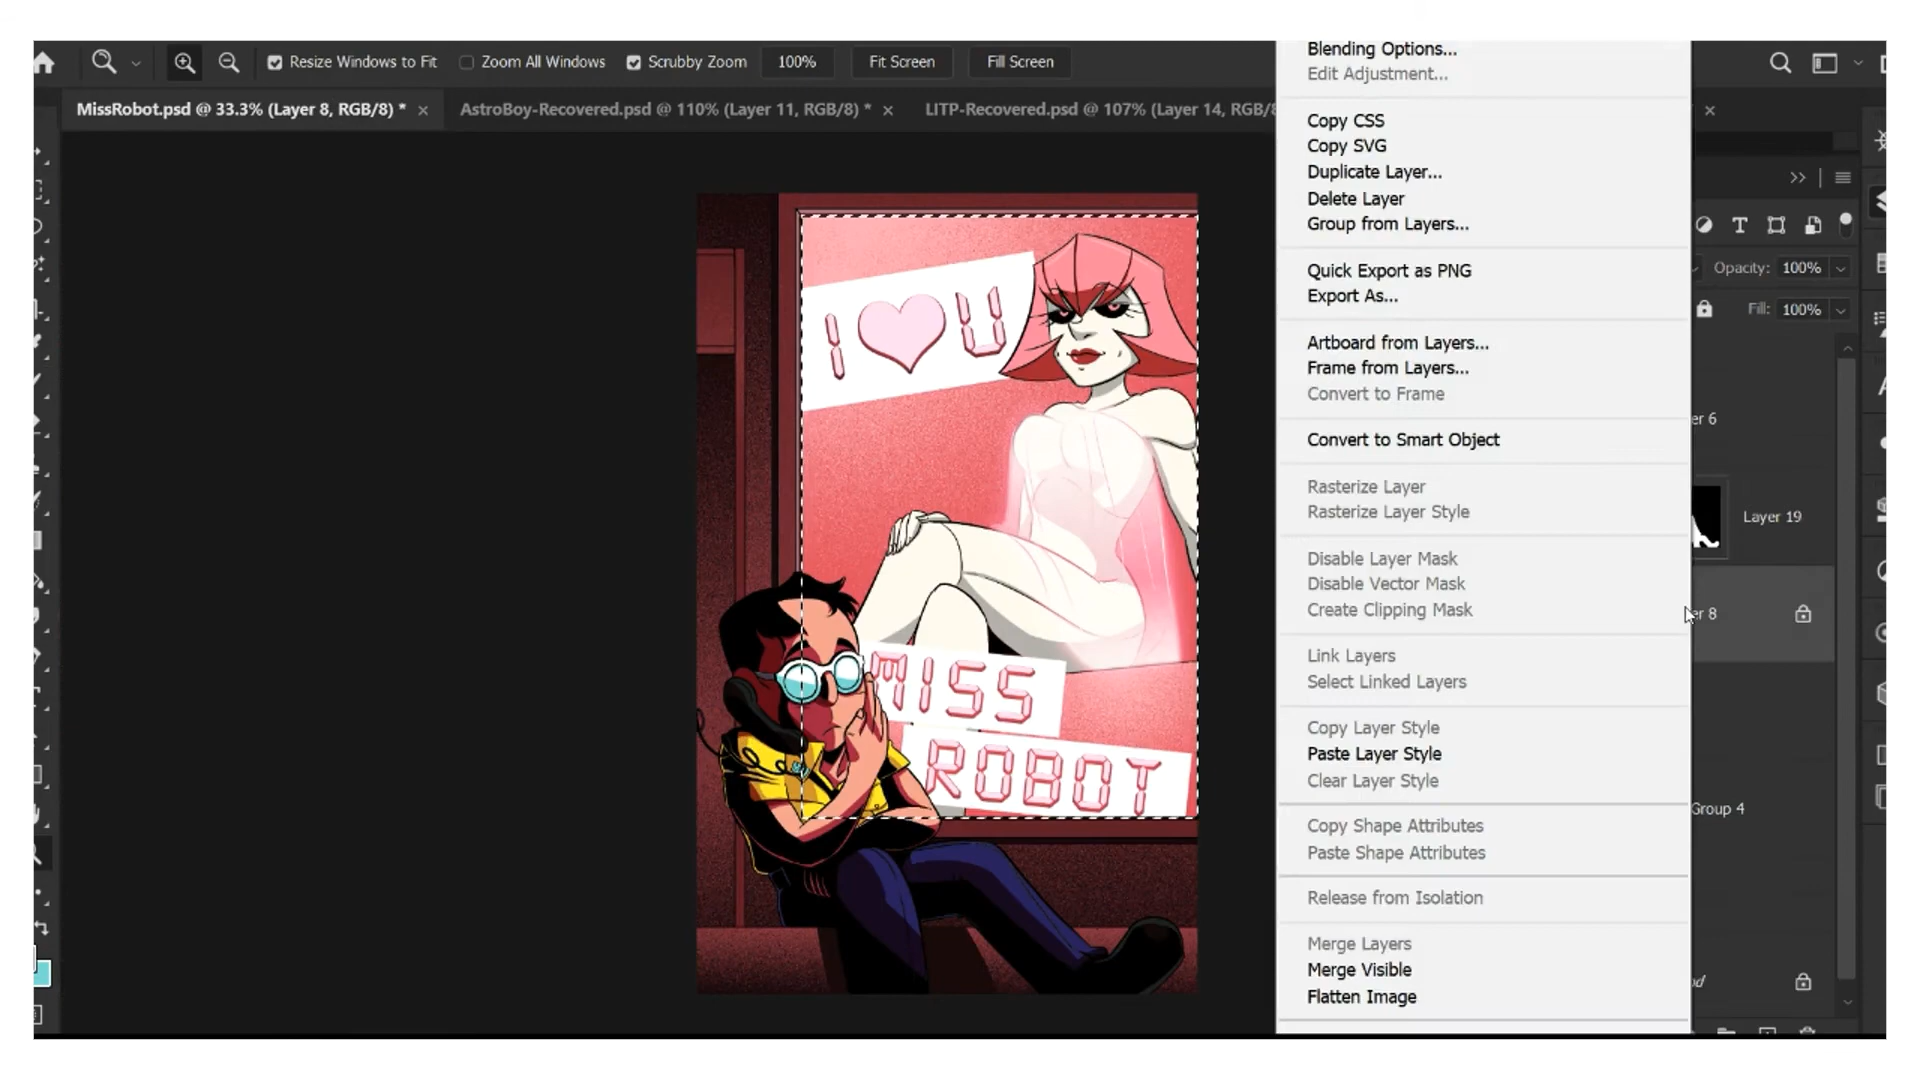 Resize Windows to Fit Zoom All Windows Scrubby Zoom 100% Fit Screen Fill Screen
MissRobot.psd @ 33.3% (Layer 8, RGB/8) * AstroBoy-Recovered.psd @ 110% (Layer 11, RGB/8) * LITP-Recovered.psd @ 107% (Layer 14, RGB/8
I U
MISS
ROBOT
Blending Options...
Edit Adjustment...
Copy CSS
Copy SVG
Duplicate Layer...
Delete Layer
Group from Layers...
Quick Export as PNG
Export As...
Artboard from Layers...
Frame from Layers...
Convert to Frame
Convert to Smart Object
Rasterize Layer
Rasterize Layer Style
Disable Layer Mask
Disable Vector Mask
Create Clipping Mask
Link Layers
Select Linked Layers
Copy Layer Style
Paste Layer Style
Clear Layer Style
Copy Shape Attributes
Paste Shape Attributes
Release from Isolation
Merge Layers
Merge Visible
Flatten Image
Opacity: 100%
Fill: 100%
er 6
Layer 19
er 8
Group 4